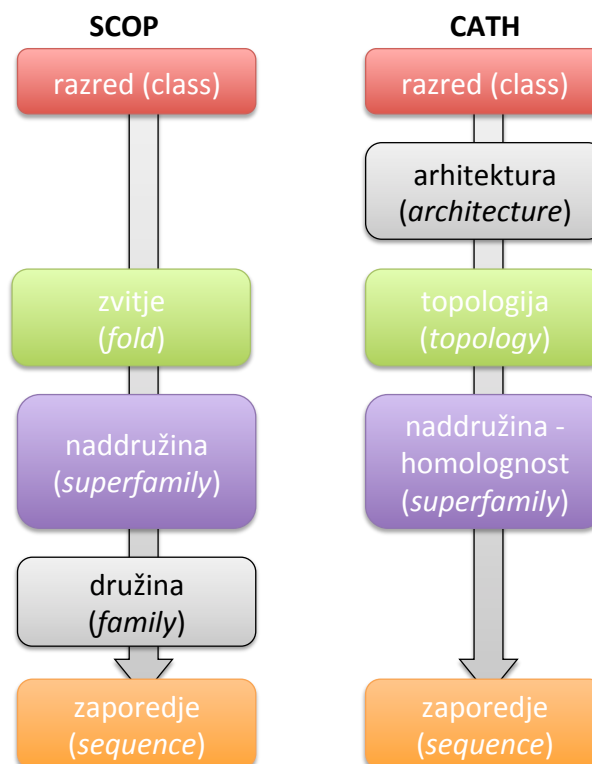 SCOP
razred (class)
zvitje
(fold)
naddružina
(superfamily)
družina
(family)
zaporedje
(sequence)
CATH
razred (class)
arhitektura
(architecture)
topologija
(topology)
naddružina -
homolognost
(superfamily)
zaporedje
(sequence)